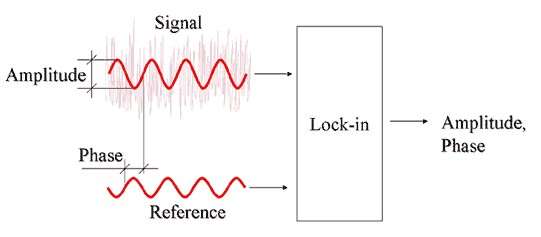 Signal
Amplitude
Lock-in
Amplitude,
Phase
Phase
Reference